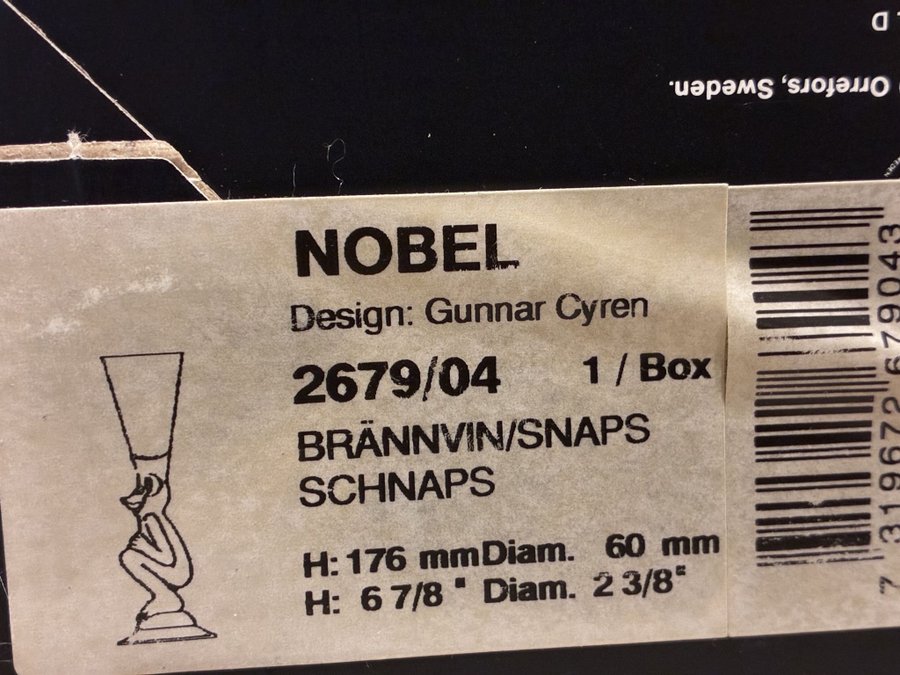 D
Orrefors, Sweden.
NOBEL
Design: Gunnar Cyren
2679/04 1 / Box
BRÄNNVIN/SNAPS
SCHNAPS
H: 176 mm Diam. 60 mm
H: 6 7/8" Diam. 2 3/8"
7 319672 679043